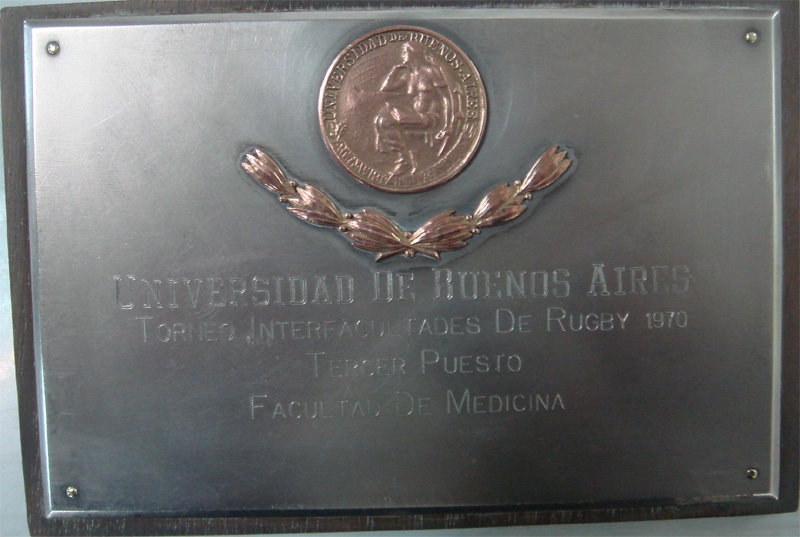 UNIVERSIDAD DE BUENOS AIRES
UNIVERSIDAD DE BUENOS AIRES
TORNEO INTERFACULTADES DE RUGBY 1970
TERCER PUESTO
FACULTAD DE MEDICINA